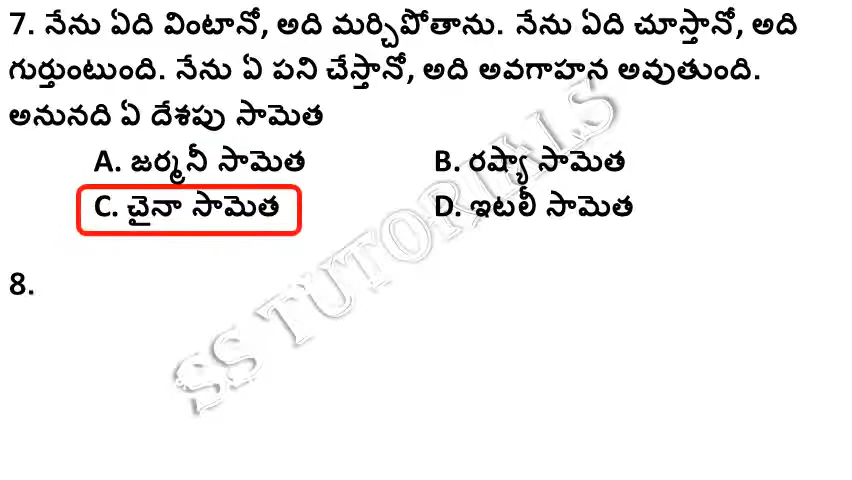 7. నేను ఏది వింటానో, అది మర్చిపోతాను. నేను ఏది చూస్తానో, అది
గుర్తుంటుంది. నేను ఏ పని చేస్తానో, అది అవగాహన అవుతుంది.
అనునది ఏ దేశపు సామెత
A. జర్మనీ సామెత B. రష్యా సామెత
C. చైనా సామెత D. ఇటలీ సామెత
8.
SS TUTORIALS